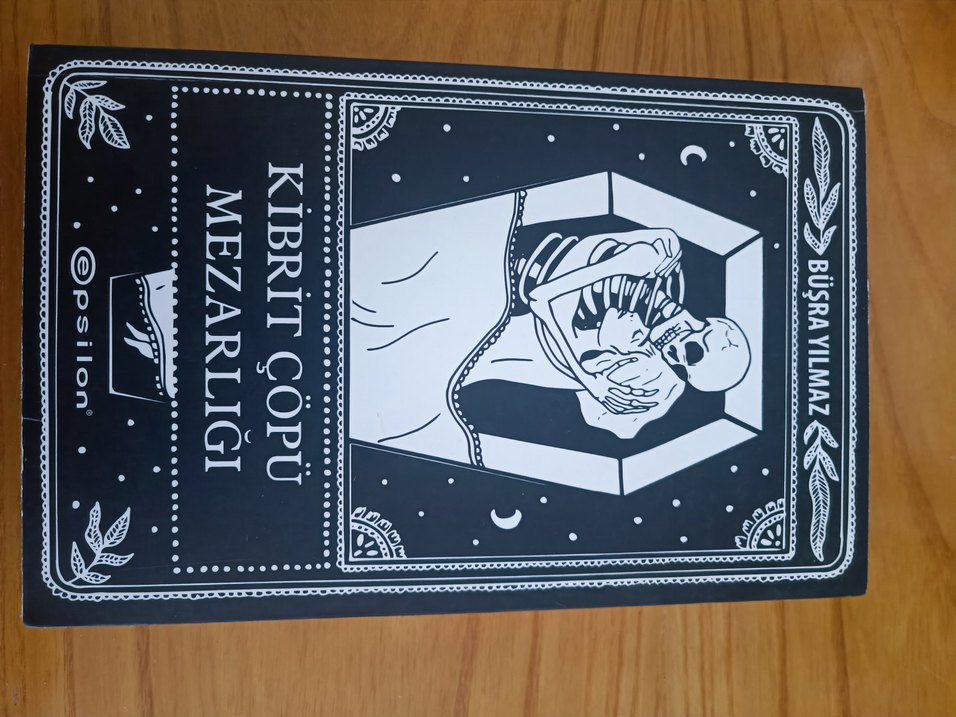 BÜŞRA YILMAZ
KİBRİT ÇÖPÜ
MEZARLIĞI
epsilon®